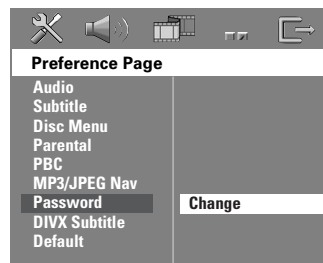 Preference Page
Audio
Subtitle
Disc Menu
Parental
PBC
MP3/JPEG Nav
Password
Change
DIVX Subtitle
Default